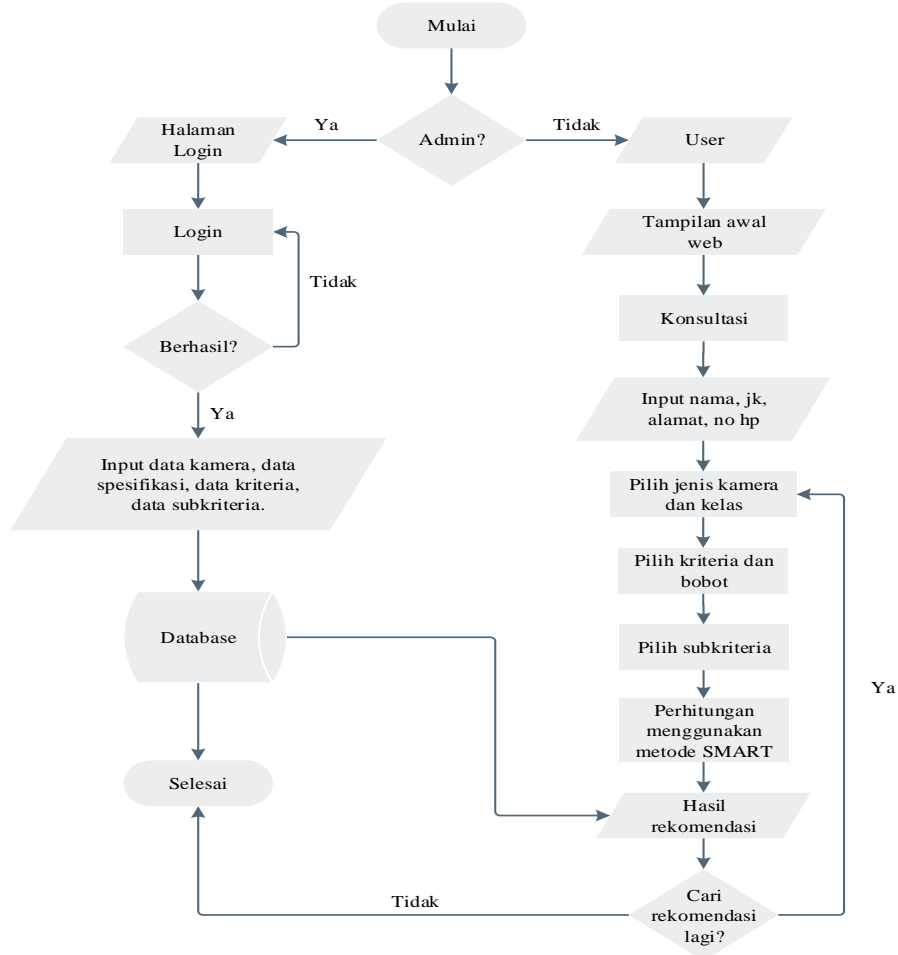 Mulai
Admin?
Ya
Tidak
Halaman
Login
User
Login
Tampilan awal
web
Tidak
Konsultasi
Berhasil?
Ya
Input nama, jk,
alamat, no hp
Input data kamera, data
spesifikasi, data kriteria,
data subkriteria.
Pilih jenis kamera
dan kelas
Pilih kriteria dan
bobot
Database
Pilih subkriteria
Ya
Perhitungan
menggunakan
metode SMART
Selesai
Hasil
rekomendasi
Tidak
Cari
rekomendasi
lagi?